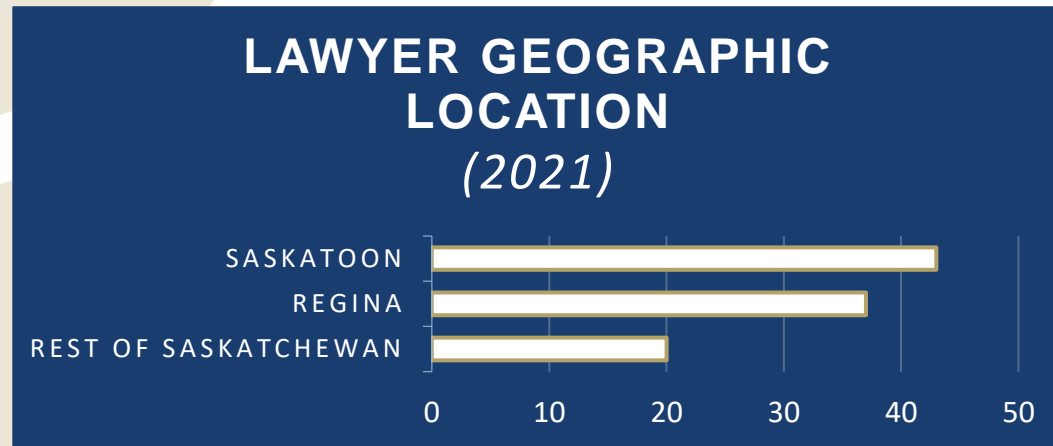 LAWYER GEOGRAPHIC
LOCATION
(2021)
SASKATOON
REGINA
REST OF SASKATCHEWAN
0 10 20 30 40 50